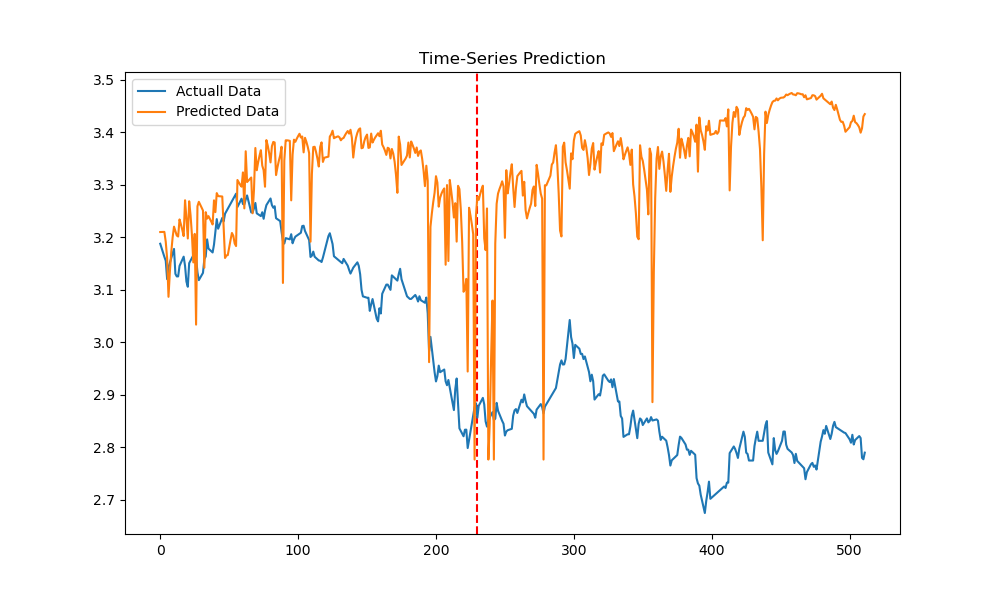 Time-Series Prediction
Actuall Data
Predicted Data
3.5
3.4
3.3
3.2
3.1
3.0
2.9
2.8
2.7
0 100 200 300 400 500